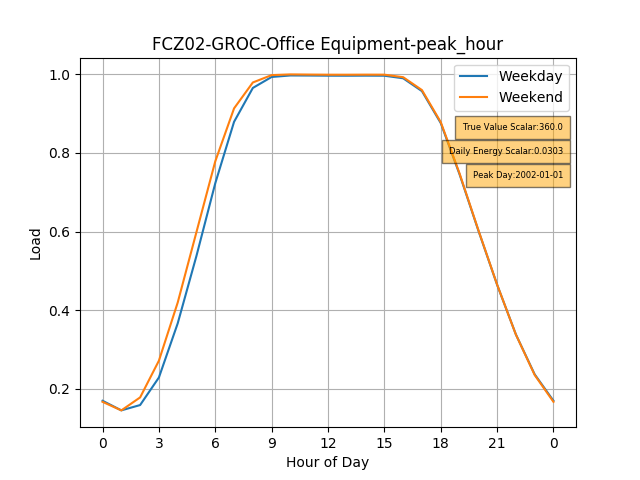 FCZ02-GROC-Office Equipment-peak_hour
Weekday
Weekend
True Value Scalar:360.0
Daily Energy Scalar:0.0303
Peak Day:2002-01-01
Load
1.0
0.8
0.6
0.4
0.2
0 3 6 9 12 15 18 21 0
Hour of Day